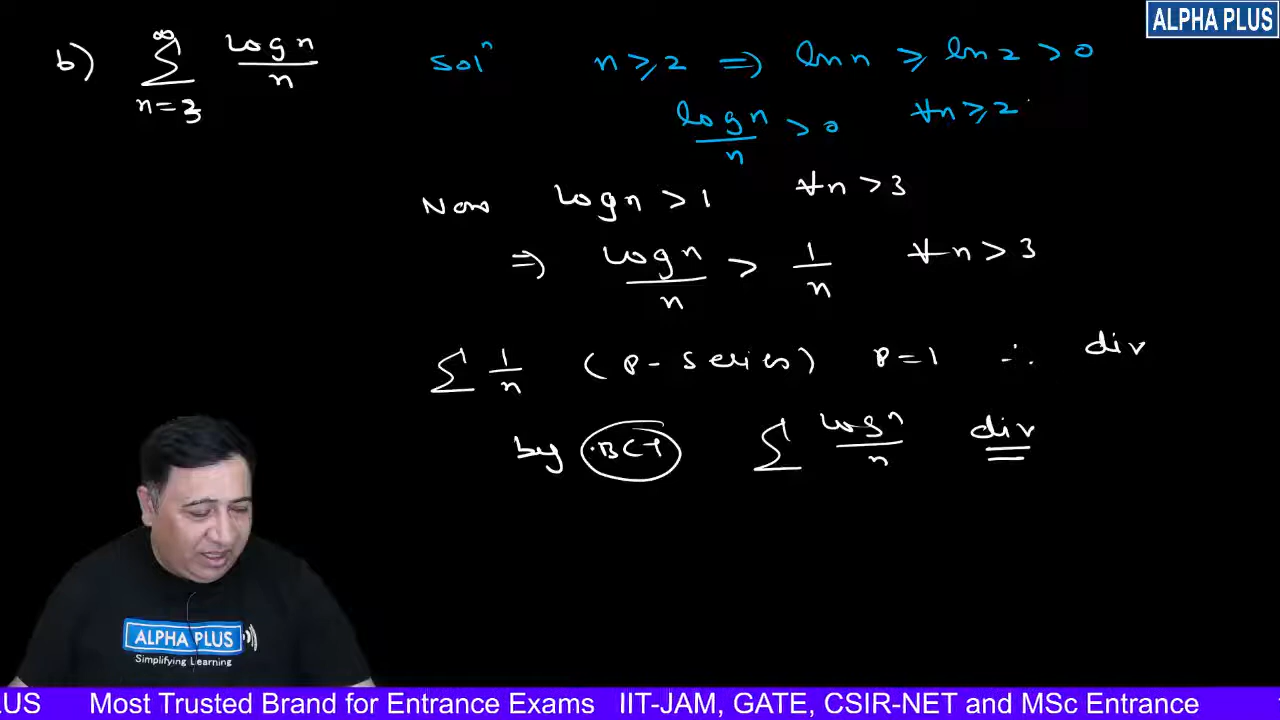 ALPHA PLUS
b) ∞ ∑ n=3 log n / n
solⁿ n ≥ 2 ⇒ ln n ≥ ln 2 > 0
log n / n > 0 ∀n ≥ 2
Now log n > 1 ∀n > 3
⇒ log n / n > 1/n ∀n > 3
∑ 1/n (P-series) P=1 ∴ div
by BCT ∑ log n / n div
ALPHA PLUS
Simplifying Learning
LUS Most Trusted Brand for Entrance Exams IIT-JAM, GATE, CSIR-NET and MSc Entrance